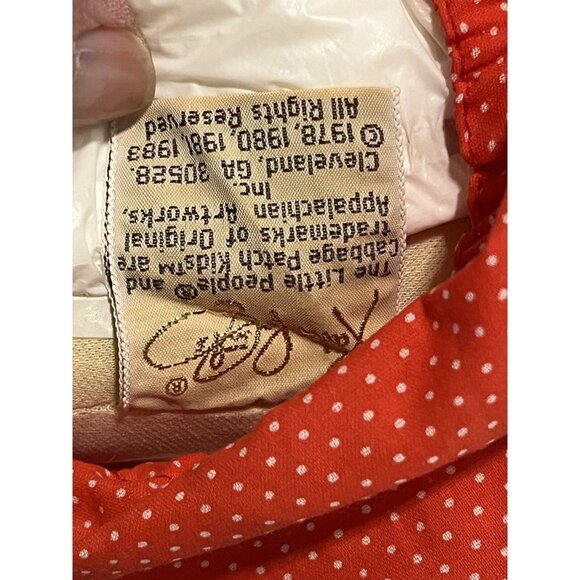 ®
The Little People® and
Cabbage Patch Kids™ are
trademarks of Original
Appalachian Artworks,
Inc.
Cleveland, GA 30528.
©1978, 1980, 1981, 1983
All Rights Reserved